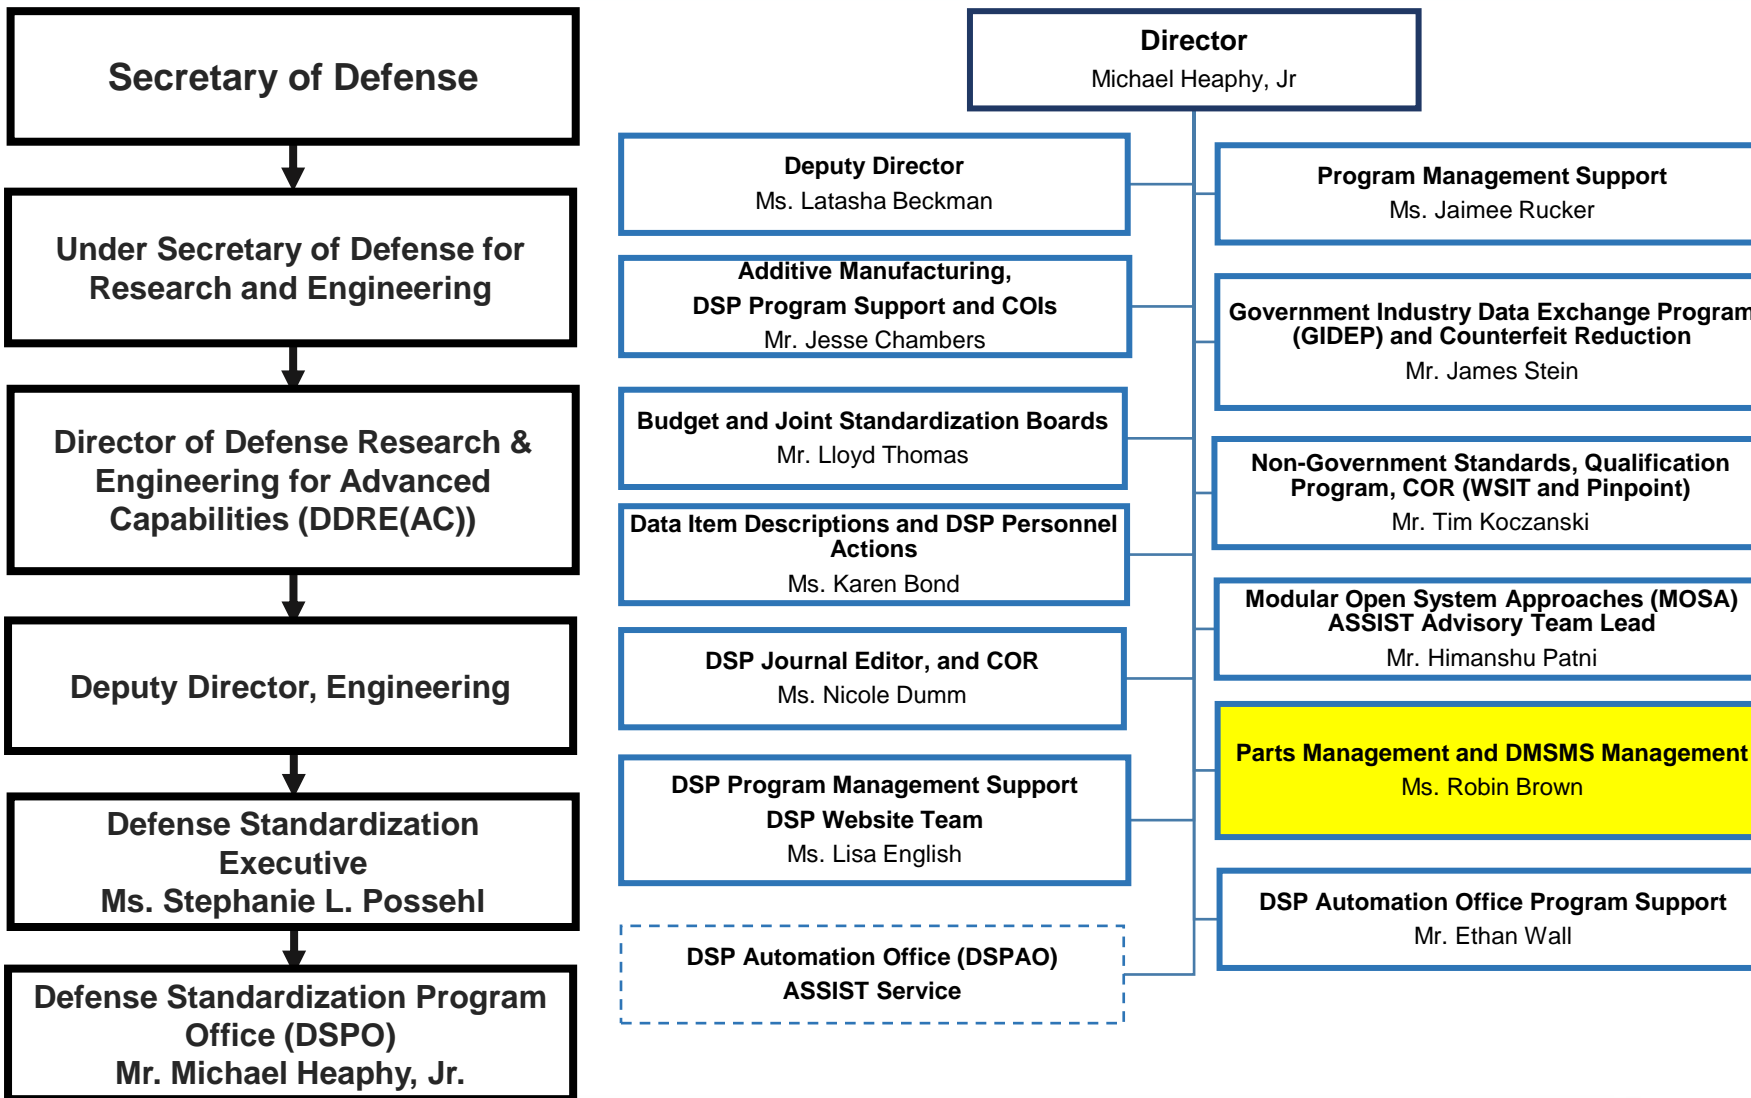 Secretary of Defense
Under Secretary of Defense for
Research and Engineering
Director of Defense Research &
Engineering for Advanced
Capabilities (DDRE(AC))
Deputy Director, Engineering
Defense Standardization
Executive
Ms. Stephanie L. Possehl
Defense Standardization Program
Office (DSPO)
Mr. Michael Heaphy, Jr.
Director
Michael Heaphy, Jr
Deputy Director
Ms. Latasha Beckman
Additive Manufacturing,
DSP Program Support and COIs
Mr. Jesse Chambers
Budget and Joint Standardization Boards
Mr. Lloyd Thomas
Data Item Descriptions and DSP Personnel
Actions
Ms. Karen Bond
DSP Journal Editor, and COR
Ms. Nicole Dumm
DSP Program Management Support
DSP Website Team
Ms. Lisa English
DSP Automation Office (DSPAO)
ASSIST Service
Program Management Support
Ms. Jaimee Rucker
Government Industry Data Exchange Program
(GIDEP) and Counterfeit Reduction
Mr. James Stein
Non-Government Standards, Qualification
Program, COR (WSIT and Pinpoint)
Mr. Tim Koczanski
Modular Open System Approaches (MOSA)
ASSIST Advisory Team Lead
Mr. Himanshu Patni
Parts Management and DMSMS Management
Ms. Robin Brown
DSP Automation Office Program Support
Mr. Ethan Wall